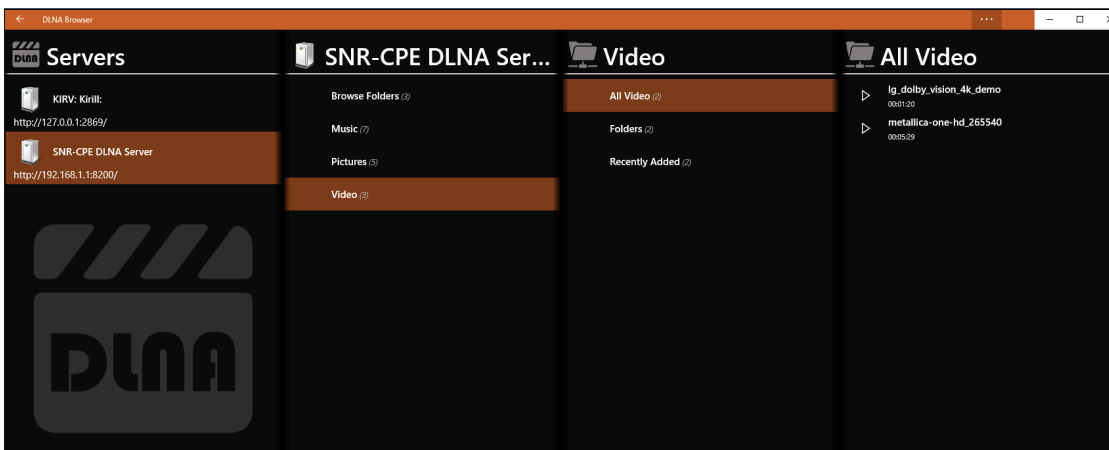 DLNA Browser
DLNA Servers
KIRV: Kirill:
http://127.0.0.1:2869/
SNR-CPE DLNA Server
http://192.168.1.1:8200/
DLNA
SNR-CPE DLNA Ser...
Browse Folders (3)
Music (7)
Pictures (5)
Video (3)
Video
All Video (2)
Folders (2)
Recently Added (2)
All Video
lg_dolby_vision_4k_demo
00:01:20
metallica-one-hd_265540
00:05:29